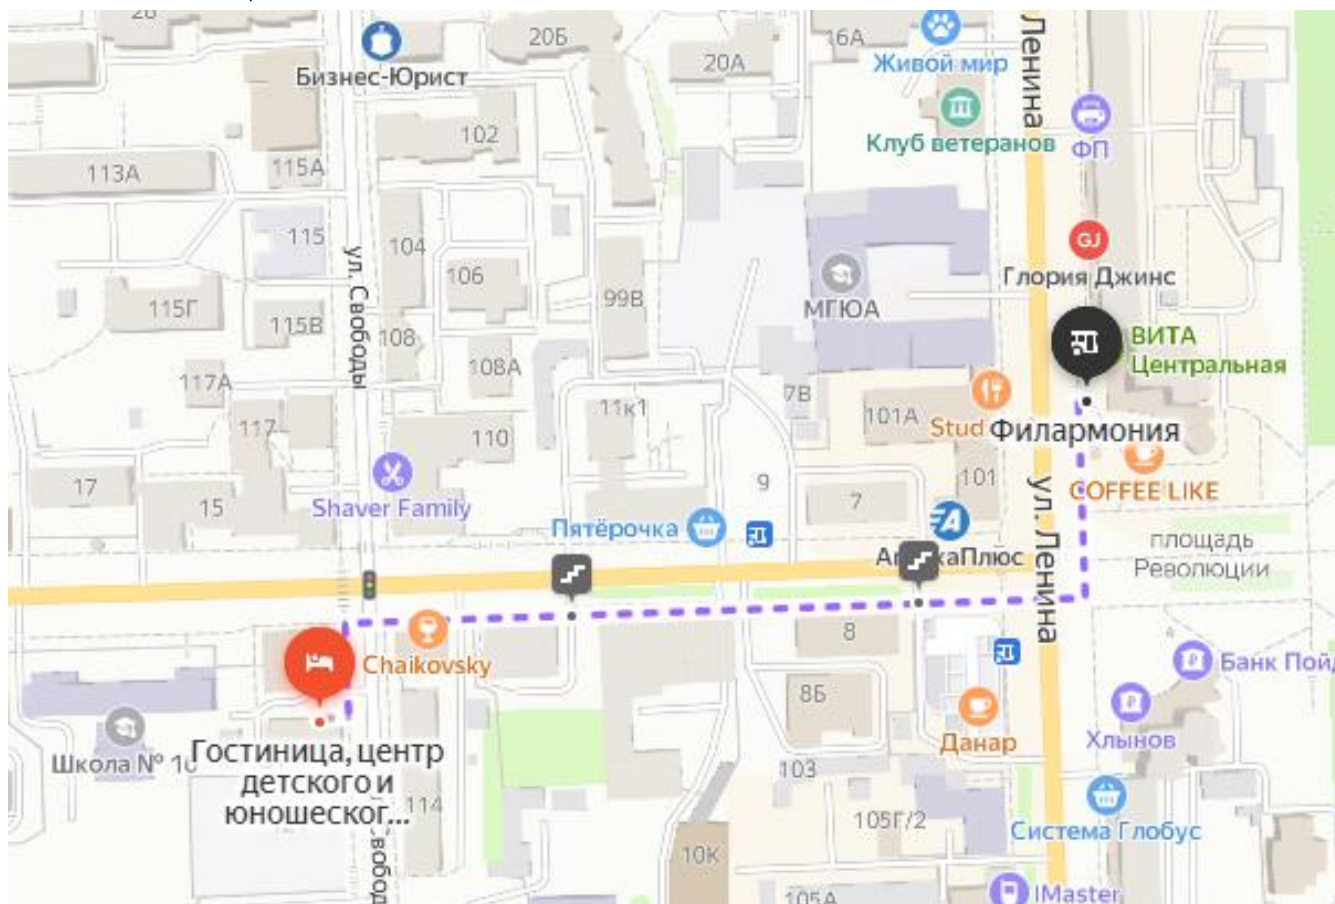 20Б
16А
20А
Живой мир
Бизнес-Юрист
Ленина
102
Клуб ветеранов
ФП
113А
115А
115
104
GJ
106
Глория Джинс
ул. Свободы
99В
МГЮА
115Г
115В
108
ВИТА
Центральная
108А
117А
7В
11к1
101А
Stud
Филармония
117
110
17
9
101
COFFEE LIKE
15
Shaver Family
7
ул. Ленина
Пятёрочка
площадь
Революции
8
Chaikovsky
Банк Пой
8Б
Данар
Хлынов
Школа № 10
Гостиница, центр
детского и
юношеског...
103
114
105Г/2
Система Глобус
10К
105А
IMaster